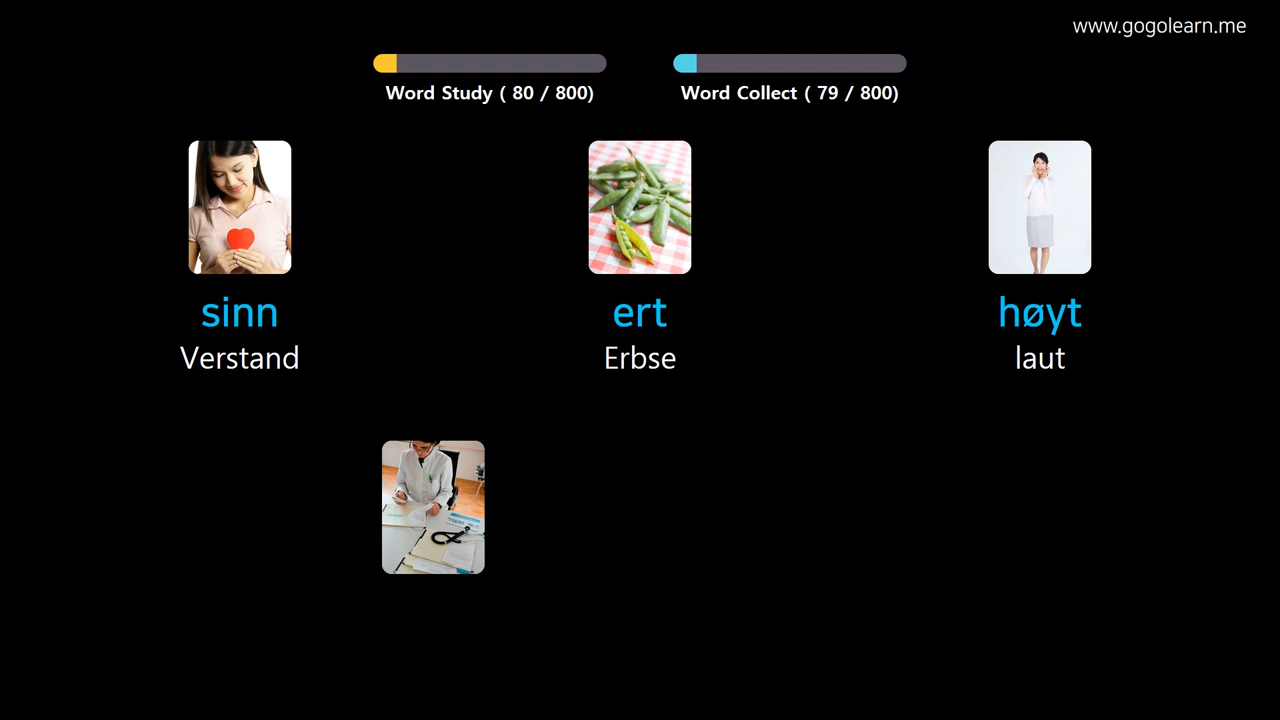 www.gogolearn.me
Word Study ( 80 / 800)
Word Collect ( 79 / 800)
sinn
Verstand
ert
Erbse
høyt
laut